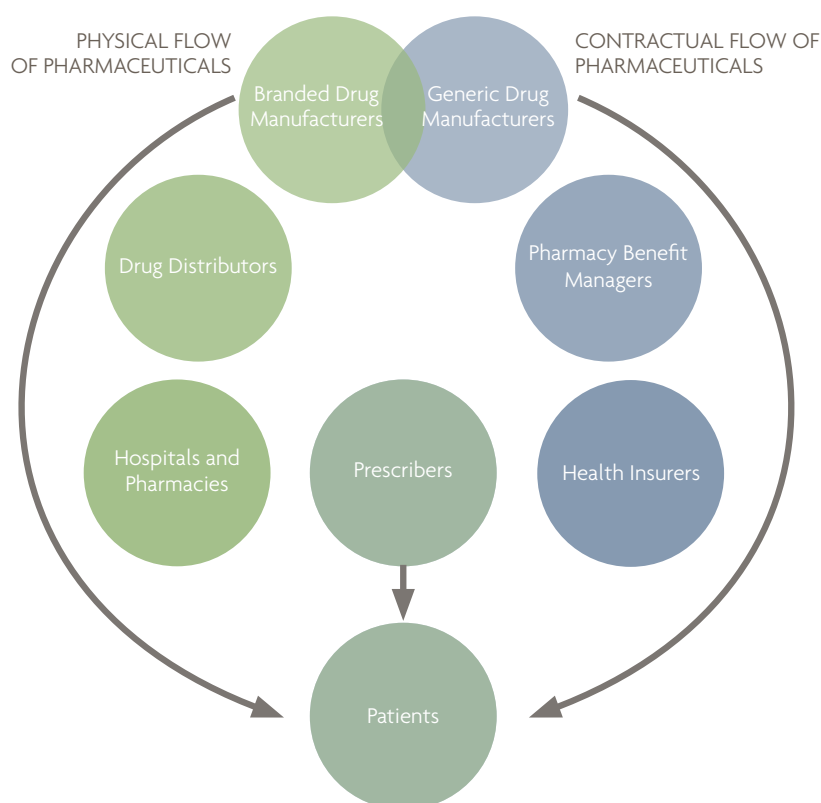 PHYSICAL FLOW
OF PHARMACEUTICALS
CONTRACTUAL FLOW OF
PHARMACEUTICALS
Branded Drug
Manufacturers
Generic Drug
Manufacturers
Drug Distributors
Pharmacy Benefit
Managers
Hospitals and
Pharmacies
Prescribers
Health Insurers
Patients